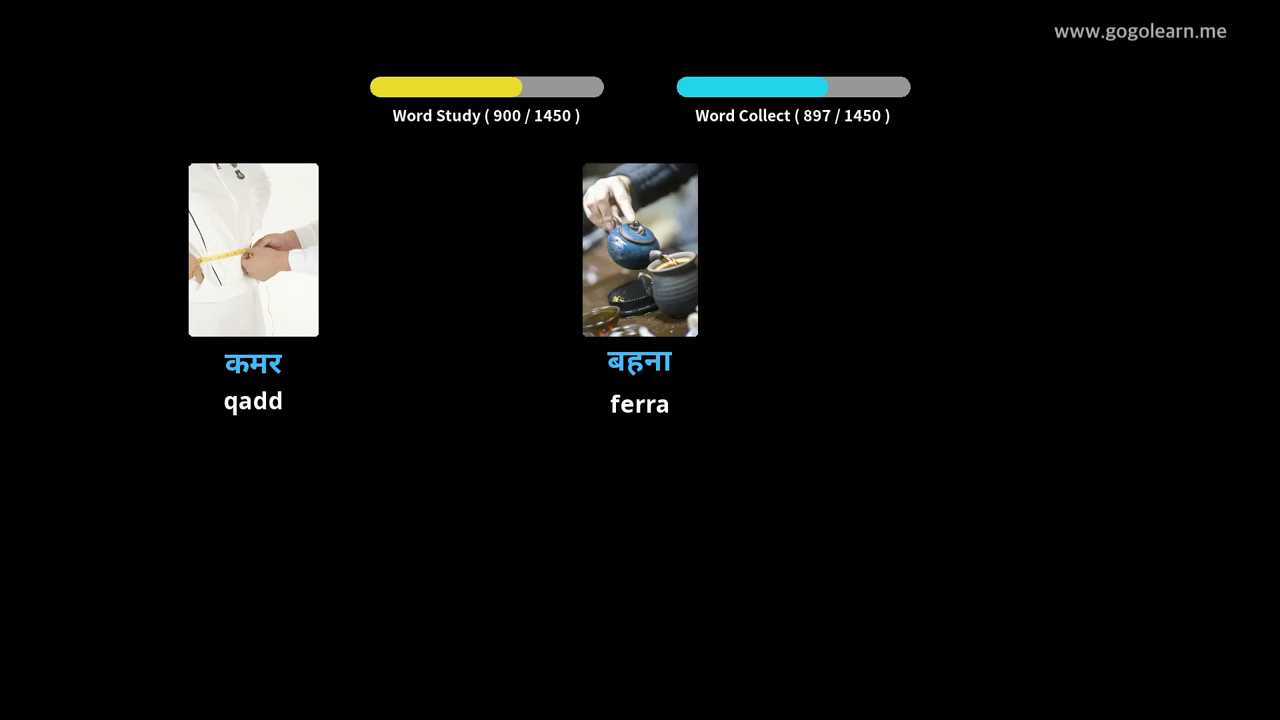 www.gogolearn.me
Word Study ( 900 / 1450 )
Word Collect ( 897 / 1450 )
कमर
qadd
बहना
ferra